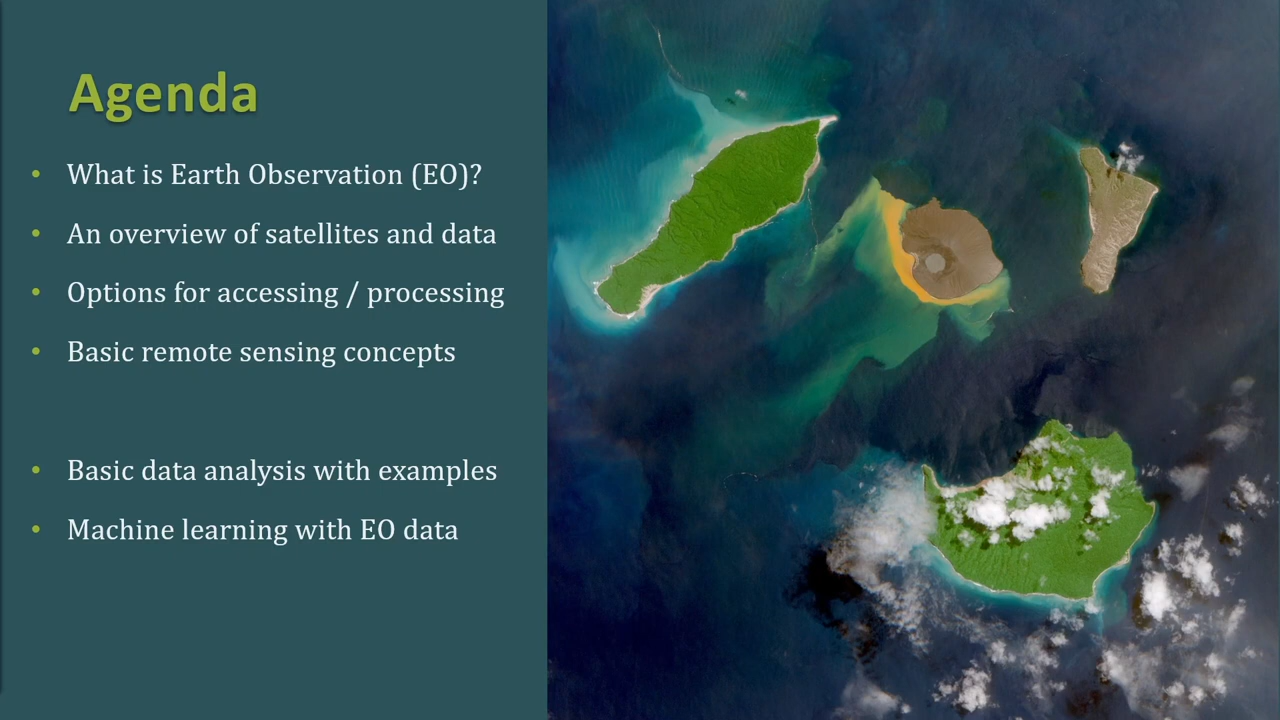 Agenda
• What is Earth Observation (EO)?
• An overview of satellites and data
• Options for accessing / processing
• Basic remote sensing concepts
• Basic data analysis with examples
• Machine learning with EO data